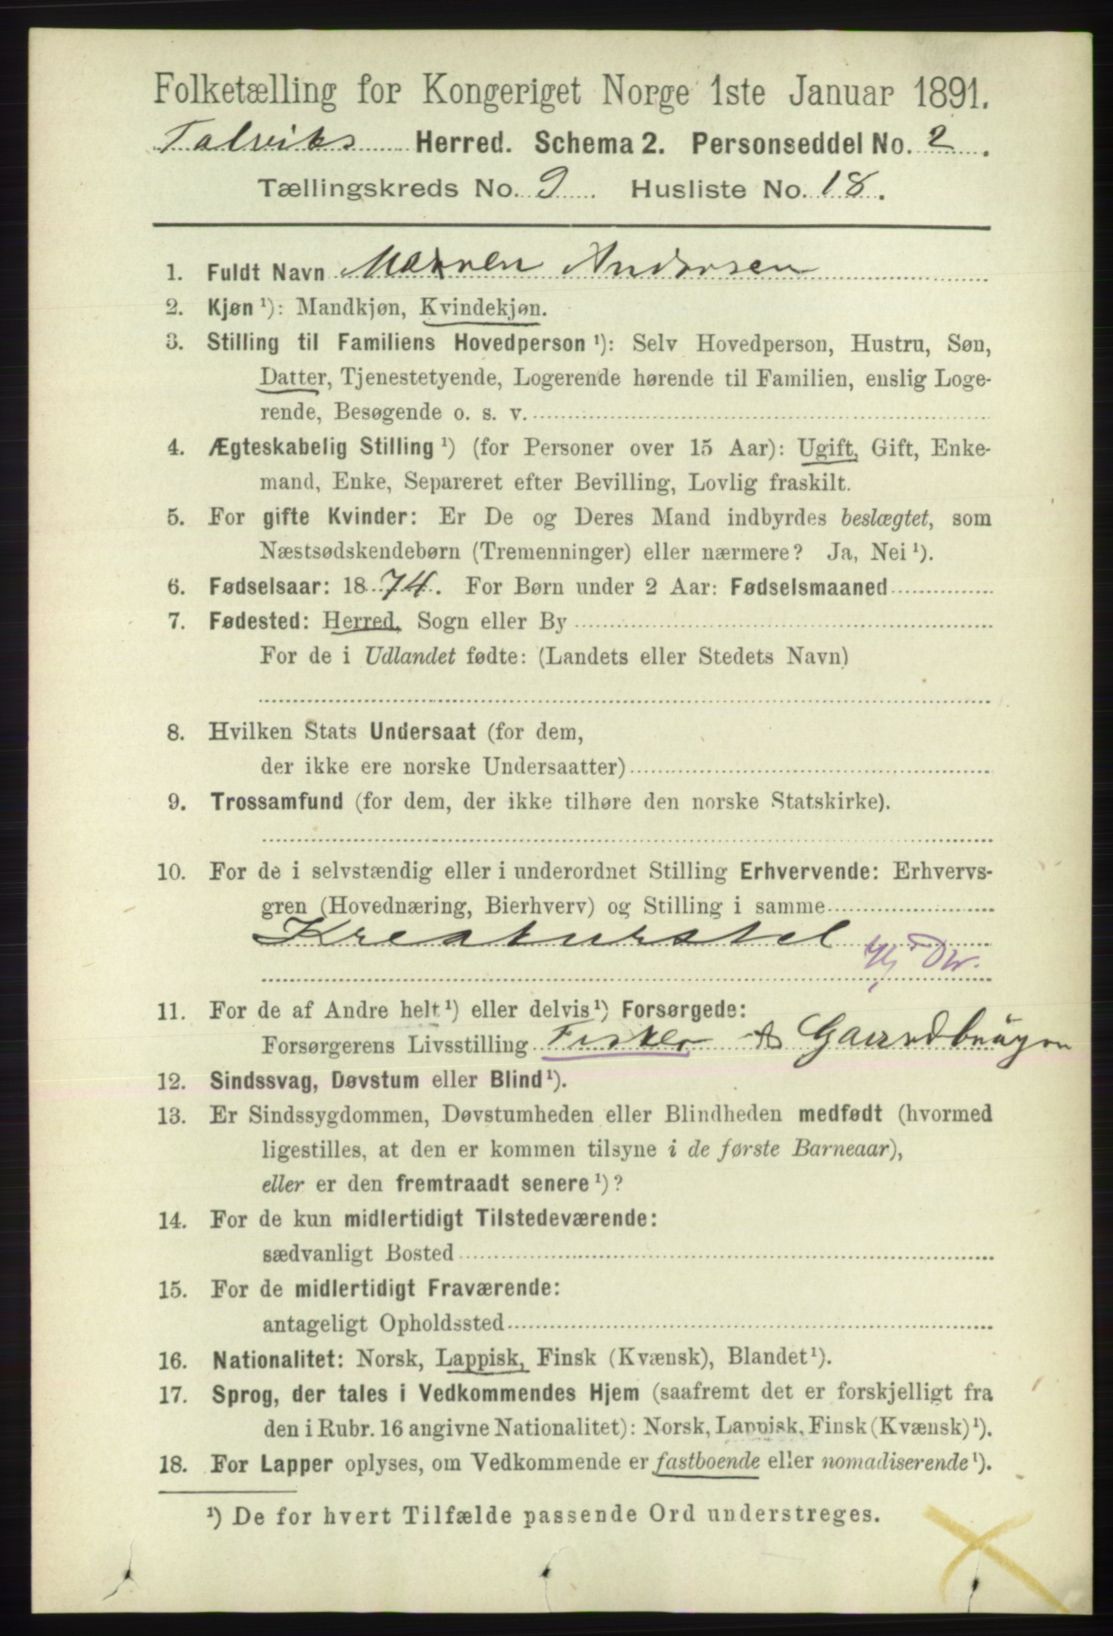 Folketælling for Kongeriget Norge 1ste Januar 1891.
Talviks Herred. Schema 2. Personseddel No. 2.
Tællingskreds No. 9. Husliste No. 18.
1. Fuldt Navn Andersen
2. Kjøn ¹): Mandkjøn, Kvindekjøn.
3. Stilling til Familiens Hovedperson ¹): Selv Hovedperson, Hustru, Søn,
Datter, Tjenestetyende, Logerende hørende til Familien, enslig Loge-
rende, Besøgende o. s. v.
4. Ægteskabelig Stilling ¹) (for Personer over 15 Aar): Ugift, Gift, Enke-
mand, Enke, Separeret efter Bevilling, Lovlig fraskilt.
5. For gifte Kvinder: Er De og Deres Mand indbyrdes beslægtet, som
Næstsødskendebørn (Tremenninger) eller nærmere? Ja, Nei ¹).
6. Fødselsaar: 1874. For Børn under 2 Aar: Fødselsmaaned
7. Fødested: Herred, Sogn eller By
For de i Udlandet fødte: (Landets eller Stedets Navn)
8. Hvilken Stats Undersaat (for dem,
der ikke ere norske Undersaatter)
9. Trossamfund (for dem, der ikke tilhøre den norske Statskirke).
10. For de i selvstændig eller i underordnet Stilling Erhvervende: Erhvervs-
gren (Hovednæring, Bierhverv) og Stilling i samme
Kreaturstel
11. For de af Andre helt ¹) eller delvis ¹) Forsørgede:
Forsørgerens Livsstilling Fisker & Gaardbruger
12. Sindssvag, Døvstum eller Blind ¹).
13. Er Sindssygdommen, Døvstumheden eller Blindheden medfødt (hvormed
ligestilles, at den er kommen tilsyne i de første Barneaar),
eller er den fremtraadt senere ¹)?
14. For de kun midlertidigt Tilstedeværende:
sædvanligt Bosted
15. For de midlertidigt Fraværende:
antageligt Opholdssted
16. Nationalitet: Norsk, Lappisk, Finsk (Kvænsk), Blandet ¹).
17. Sprog, der tales i Vedkommendes Hjem (saafremt det er forskjelligt fra
den i Rubr. 16 angivne Nationalitet): Norsk, Lappisk, Finsk (Kvænsk) ¹).
18. For Lapper oplyses, om Vedkommende er fastboende eller nomadiserende ¹).
¹) De for hvert Tilfælde passende Ord understreges.